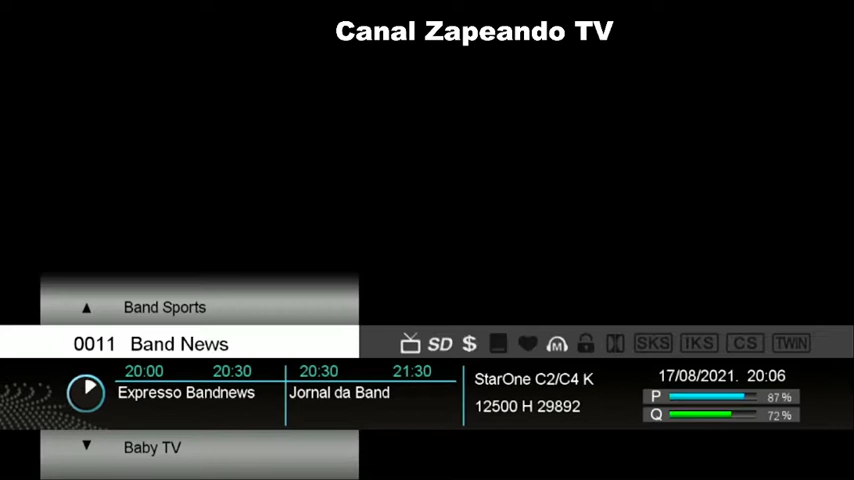 Canal Zapeando TV
▲ Band Sports
0011 Band News
SD $ M SKS IKS CS TWIN
20:00 20:30 20:30 21:30
Expresso Bandnews Jornal da Band
StarOne C2/C4 K
12500 H 29892
17/08/2021. 20:06
P 87%
Q 72%
▼ Baby TV